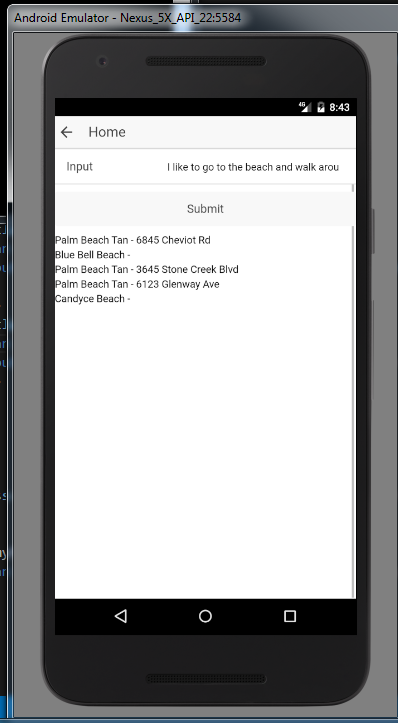 Android Emulator - Nexus_5X_API_22:5584
4G 8:43
Home
Input I like to go to the beach and walk arou
Submit
Palm Beach Tan - 6845 Cheviot Rd
Blue Bell Beach -
Palm Beach Tan - 3645 Stone Creek Blvd
Palm Beach Tan - 6123 Glenway Ave
Candyce Beach -